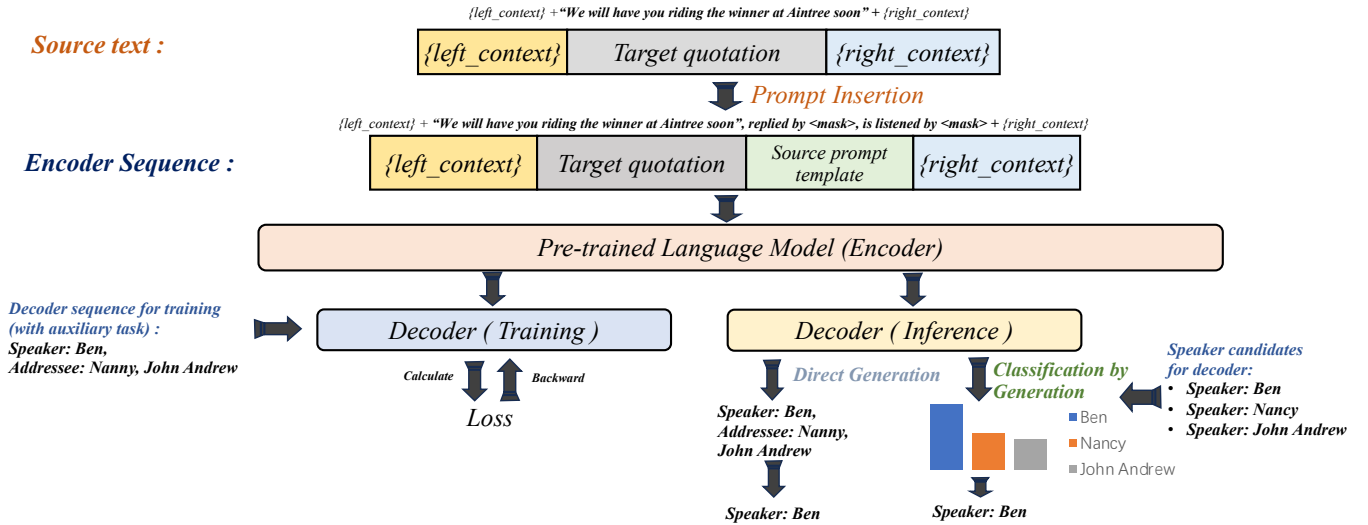 {left_context} +“We will have you riding the winner at Aintree soon” + {right_context}
Source text :
{left_context}
Target quotation
{right_context}
Prompt Insertion
{left_context} + “We will have you riding the winner at Aintree soon”, replied by <mask>, is listened by <mask> + {right_context}
Encoder Sequence :
{left_context}
Target quotation
Source prompt
template
{right_context}
Pre-trained Language Model (Encoder)
Decoder sequence for training
(with auxiliary task) :
Speaker: Ben,
Addressee: Nanny, John Andrew
Decoder ( Training )
Calculate
Backward
Loss
Decoder ( Inference )
Direct Generation
Speaker: Ben,
Addressee: Nanny,
John Andrew
Speaker: Ben
Classification by
Generation
Ben
Nancy
John Andrew
Speaker: Ben
Speaker candidates
for decoder:
• Speaker: Ben
• Speaker: Nancy
• Speaker: John Andrew